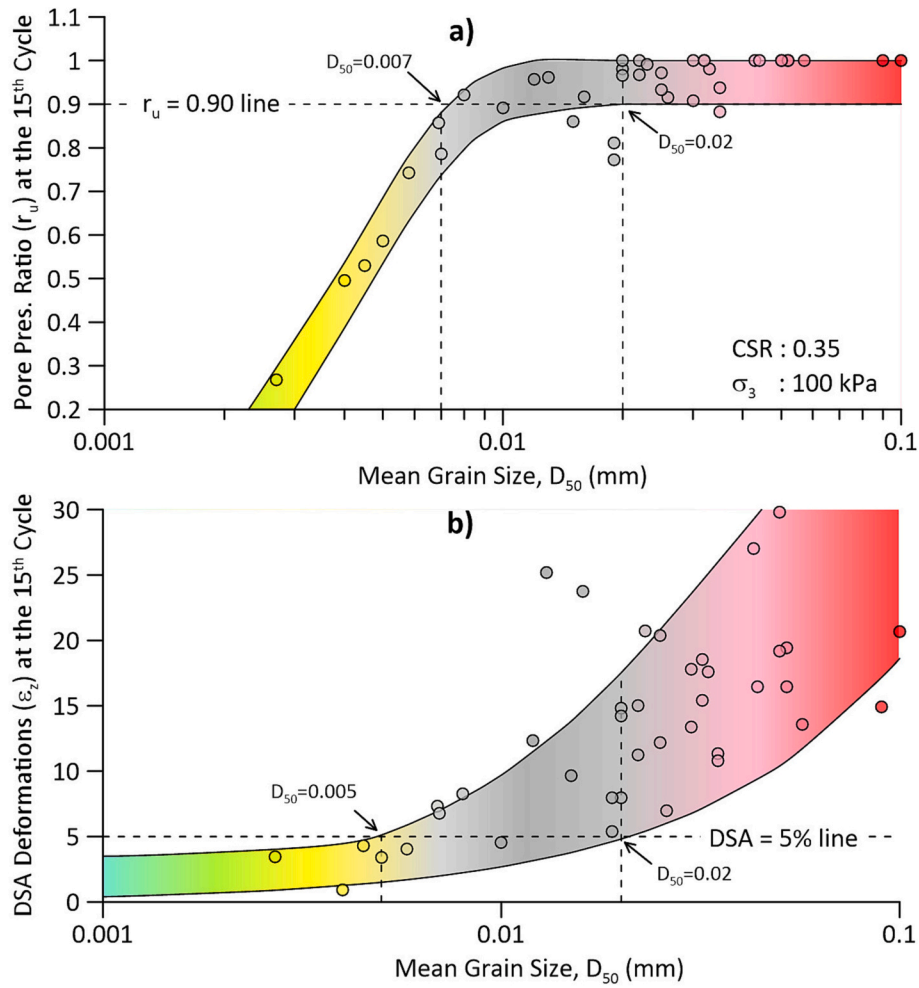 a)
Pore Pres. Ratio (rᵤ) at the 15ᵗʰ Cycle
1.1
1
0.9
0.8
0.7
0.6
0.5
0.4
0.3
0.2
D₅₀=0.007
rᵤ = 0.90 line
D₅₀=0.02
CSR : 0.35
σ₃ : 100 kPa
0.001
0.01
0.1
Mean Grain Size, D₅₀ (mm)
b)
DSA Deformations (ε_z) at the 15ᵗʰ Cycle
30
25
20
15
10
5
0
D₅₀=0.005
DSA = 5% line
D₅₀=0.02
0.001
0.01
0.1
Mean Grain Size, D₅₀ (mm)